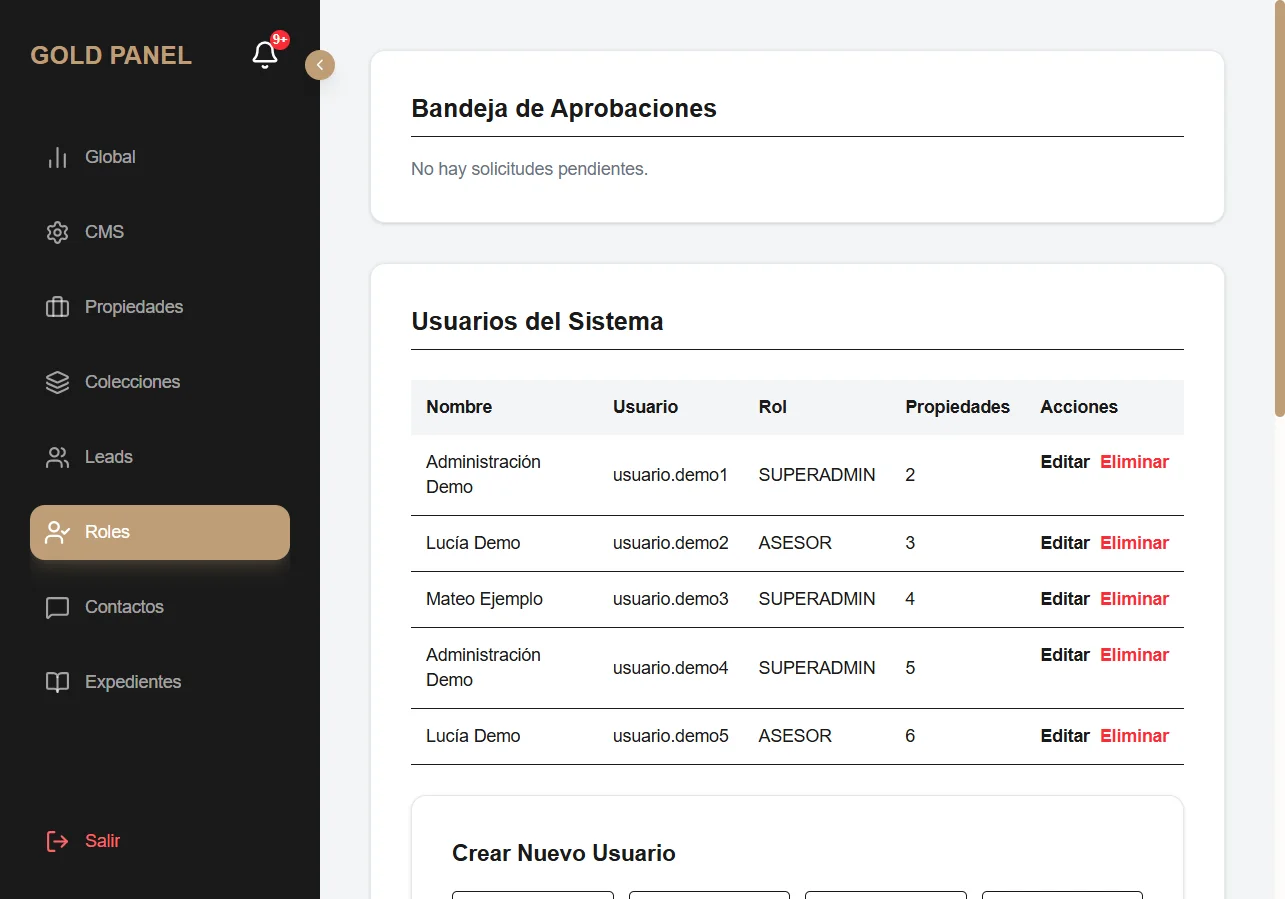 GOLD PANEL
9+
Global
CMS
Propiedades
Colecciones
Leads
Roles
Contactos
Expedientes
Salir
Bandeja de Aprobaciones
No hay solicitudes pendientes.
Usuarios del Sistema
Nombre Usuario Rol Propiedades Acciones
Administración
Demo
usuario.demo1 SUPERADMIN 2 Editar Eliminar
Lucía Demo usuario.demo2 ASESOR 3 Editar Eliminar
Mateo Ejemplo usuario.demo3 SUPERADMIN 4 Editar Eliminar
Administración
Demo
usuario.demo4 SUPERADMIN 5 Editar Eliminar
Lucía Demo usuario.demo5 ASESOR 6 Editar Eliminar
Crear Nuevo Usuario